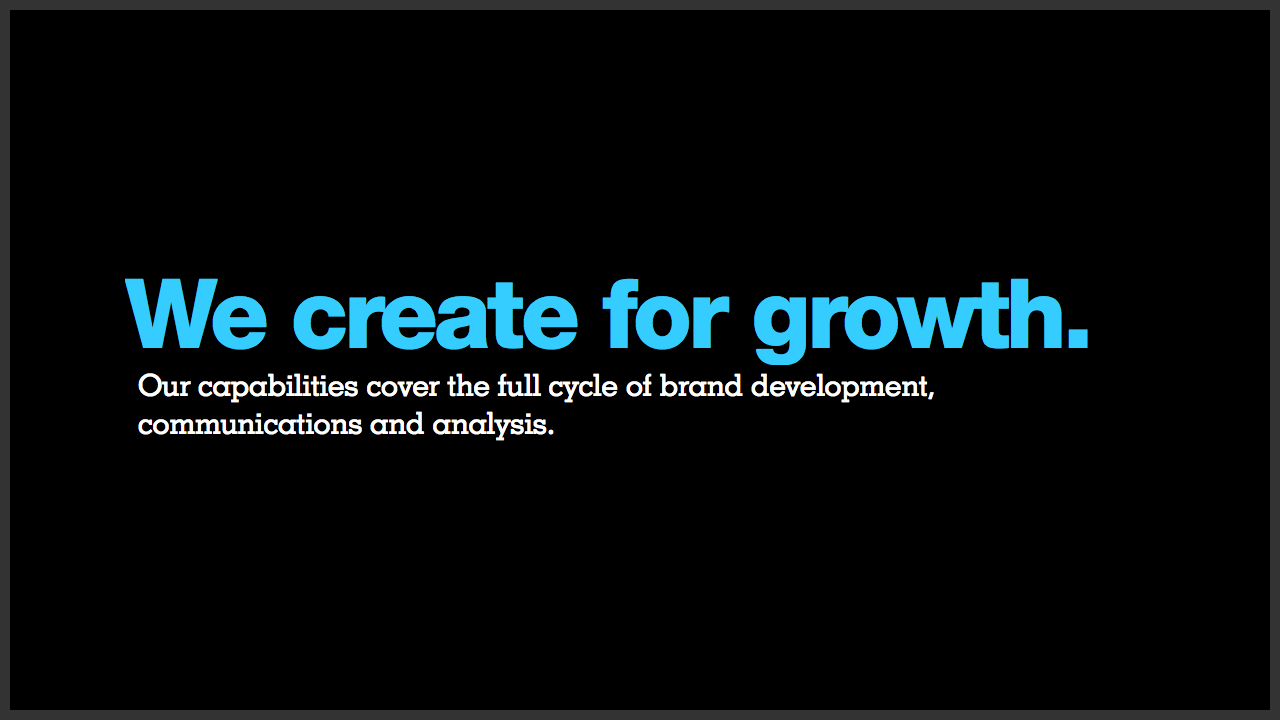 We create for growth.
Our capabilities cover the full cycle of brand development,
communications and analysis.